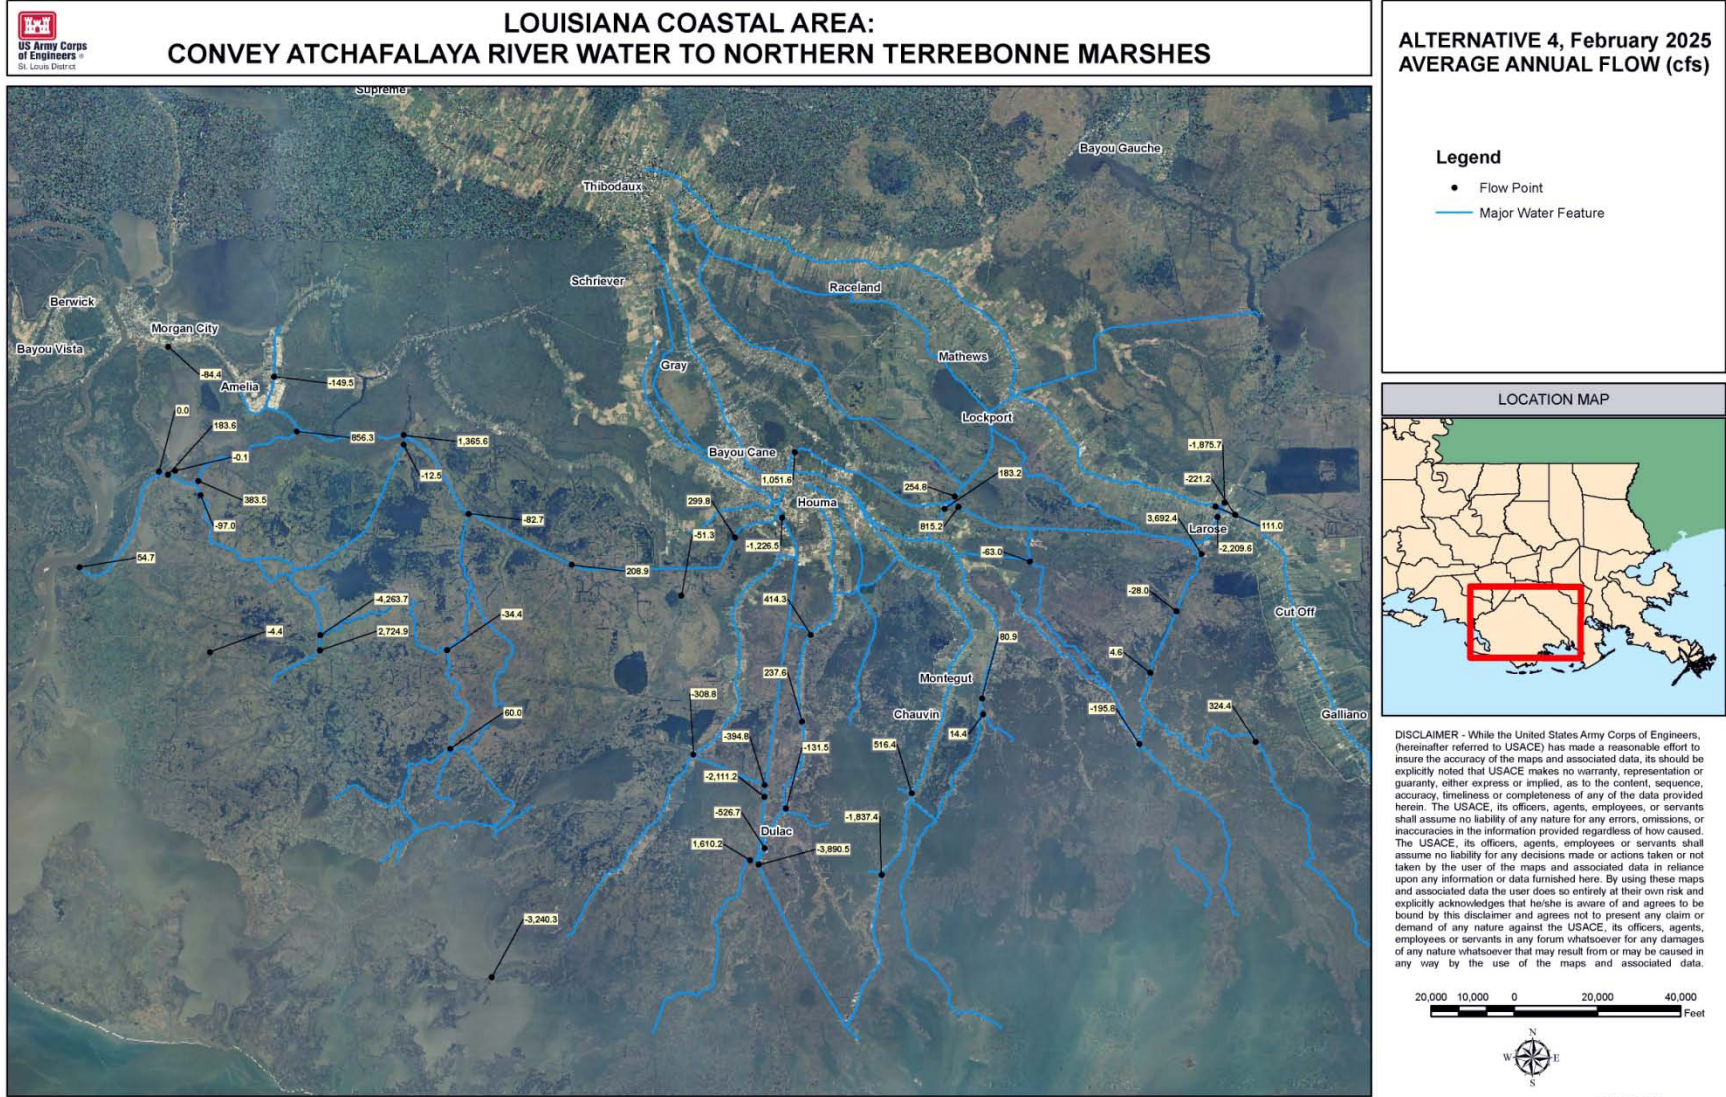 US Army Corps
of Engineers ®
St. Louis District
LOUISIANA COASTAL AREA:
CONVEY ATCHAFALAYA RIVER WATER TO NORTHERN TERREBONNE MARSHES
ALTERNATIVE 4, February 2025
AVERAGE ANNUAL FLOW (cfs)
Legend
Flow Point
Major Water Feature
Supreme
Bayou Gauche
Thibodaux
Schriever
Raceland
Berwick
Morgan City
Bayou Vista
Gray
Mathews
-84.4
Amelia
-149.5
0.0
Lockport
183.6
856.3
1,365.6
-1,875.7
-0.1
Bayou Cane
-12.5
1,051.6
183.2
-221.2
254.8
383.5
299.8
Houma
-97.0
-82.7
815.2
3,692.4
Larose
111.0
-51.3
-1,226.5
-2,209.6
54.7
-63.0
208.9
-28.0
-4,263.7
414.3
Cut Off
-34.4
-4.4
2,724.9
80.9
4.6
237.6
Montgut
-308.8
60.0
Chauvin
-195.8
324.4
Galliano
-394.8
14.4
-131.5
516.4
-2,111.2
-526.7
-1,837.4
Dulac
1,610.2
-3,890.5
-3,240.3
LOCATION MAP
DISCLAIMER - While the United States Army Corps of Engineers,
(hereinafter referred to USACE) has made a reasonable effort to
insure the accuracy of the maps and associated data, its should be
explicitly noted that USACE makes no warranty, representation or
guaranty, either express or implied, as to the content, sequence,
accuracy, timeliness or completeness of any of the data provided
herein. The USACE, its officers, agents, employees, or servants
shall assume no liability of any nature for any errors, omissions, or
inaccuracies in the information provided regardless of how caused.
The USACE, its officers, agents, employees or servants shall
assume no liability for any decisions made or actions taken or not
taken by the user of the maps and associated data in reliance
upon any information or data furnished here. By using these maps
and associated data the user does so entirely at their own risk and
explicitly acknowledges that he/she is aware of and agrees to be
bound by this disclaimer and agrees not to present any claim or
demand of any nature against the USACE, its officers, agents,
employees or servants in any forum whatsoever for any damages
of any nature whatsoever that may result from or may be caused in
any way by the use of the maps and associated data.
20,000 10,000 0 20,000 40,000
Feet
N
W E
S